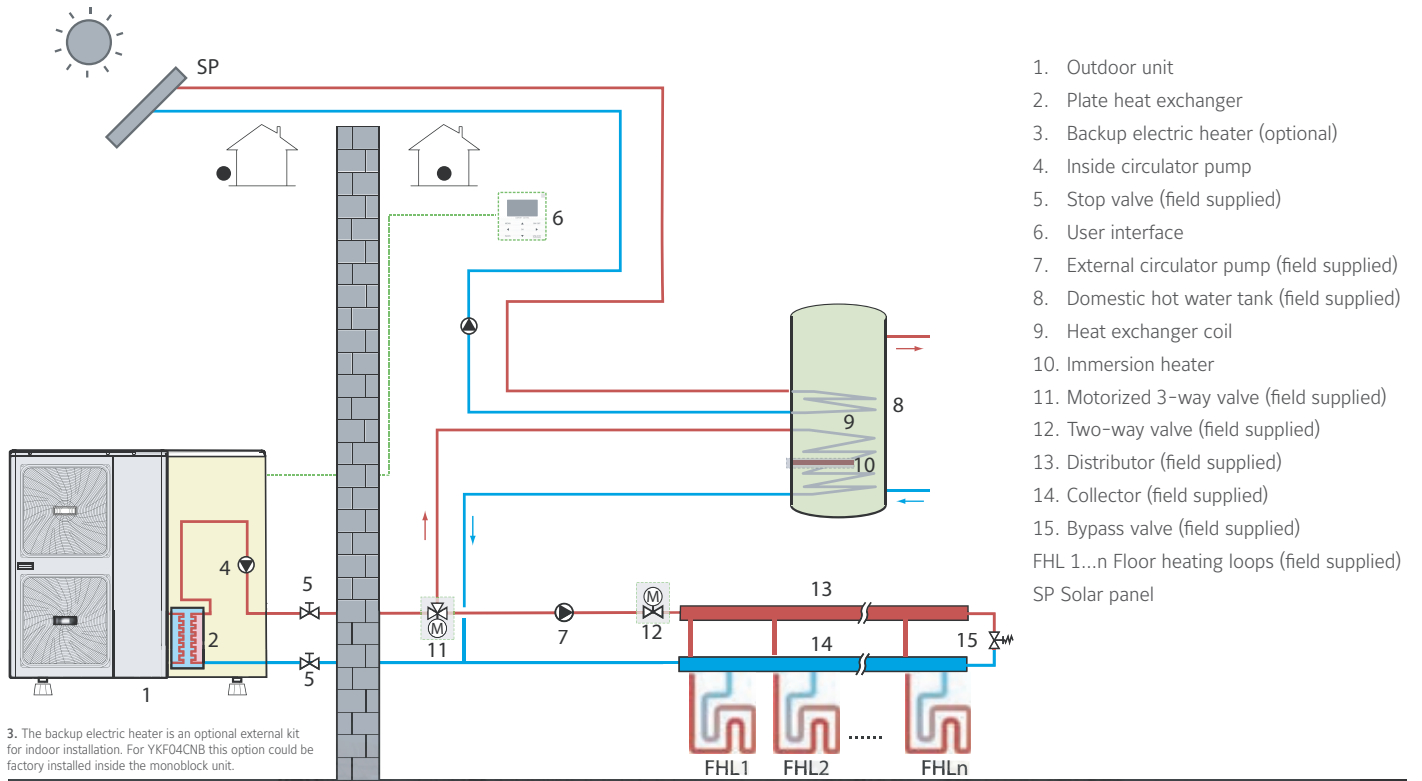 SP
6
8
9
10
4
5
2
13
11
7
12
14
15
5
1
FHL1
FHL2
......
FHLn
M
M
3. The backup electric heater is an optional external kit
for indoor installation. For YKF04CNB this option could be
factory installed inside the monoblock unit.
1. Outdoor unit
2. Plate heat exchanger
3. Backup electric heater (optional)
4. Inside circulator pump
5. Stop valve (field supplied)
6. User interface
7. External circulator pump (field supplied)
8. Domestic hot water tank (field supplied)
9. Heat exchanger coil
10. Immersion heater
11. Motorized 3-way valve (field supplied)
12. Two-way valve (field supplied)
13. Distributor (field supplied)
14. Collector (field supplied)
15. Bypass valve (field supplied)
FHL 1...n Floor heating loops (field supplied)
SP Solar panel